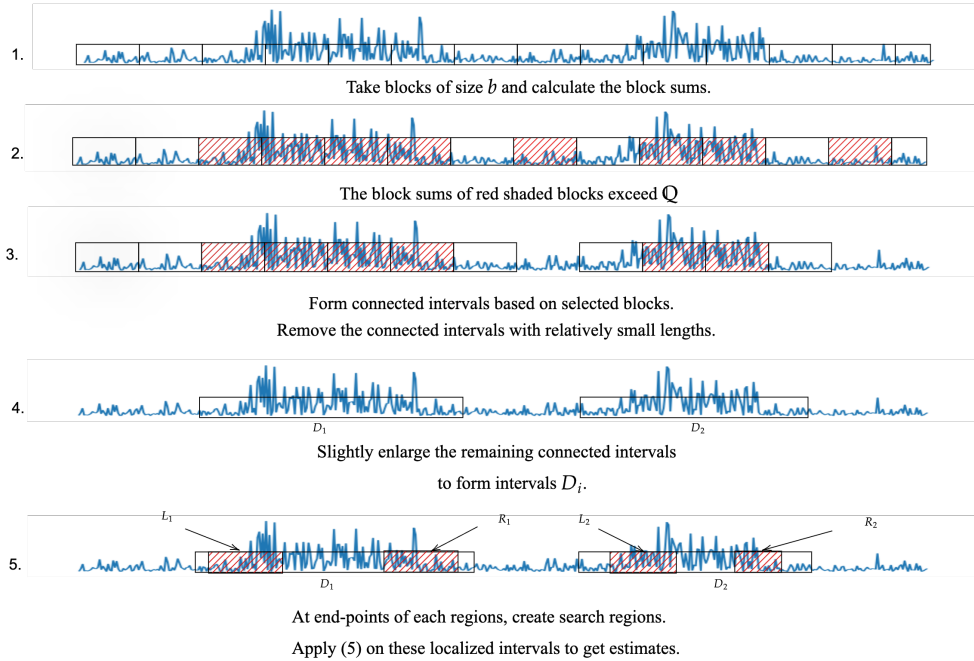 1.
Take blocks of size b and calculate the block sums.
2.
The block sums of red shaded blocks exceed ℚ
3.
Form connected intervals based on selected blocks.
Remove the connected intervals with relatively small lengths.
4.
D₁ D₂
Slightly enlarge the remaining connected intervals
to form intervals Dᵢ.
L₁ R₁ L₂ R₂
5.
D₁ D₂
At end-points of each regions, create search regions.
Apply (5) on these localized intervals to get estimates.